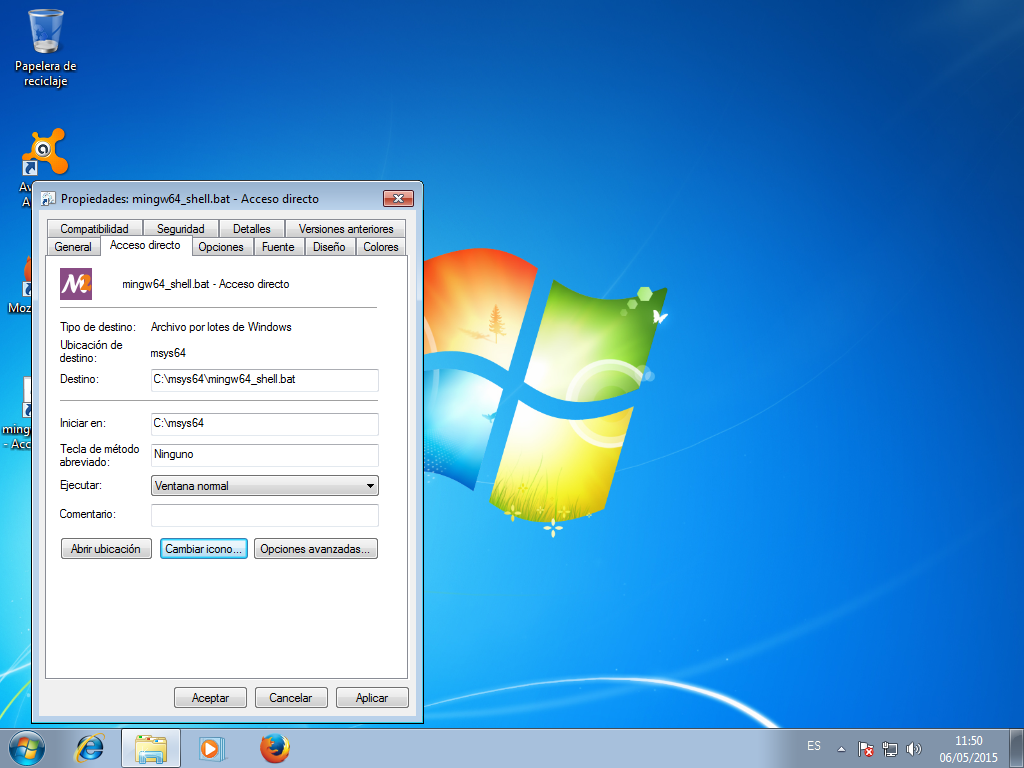 Papelera de
reciclaje
Propiedades: mingw64_shell.bat - Acceso directo
Compatibilidad Seguridad Detalles Versiones anteriores
General Acceso directo Opciones Fuente Diseño Colores
mingw64_shell.bat - Acceso directo
Tipo de destino: Archivo por lotes de Windows
Ubicación de
destino: msys64
Destino: C:\msys64\mingw64_shell.bat
Iniciar en: C:\msys64
Tecla de método
abreviado: Ninguno
Ejecutar: Ventana normal
Comentario:
Abrir ubicación Cambiar icono... Opciones avanzadas...
Aceptar Cancelar Aplicar
Av
A
Moz
ming
- Acc
ES
11:50
06/05/2015